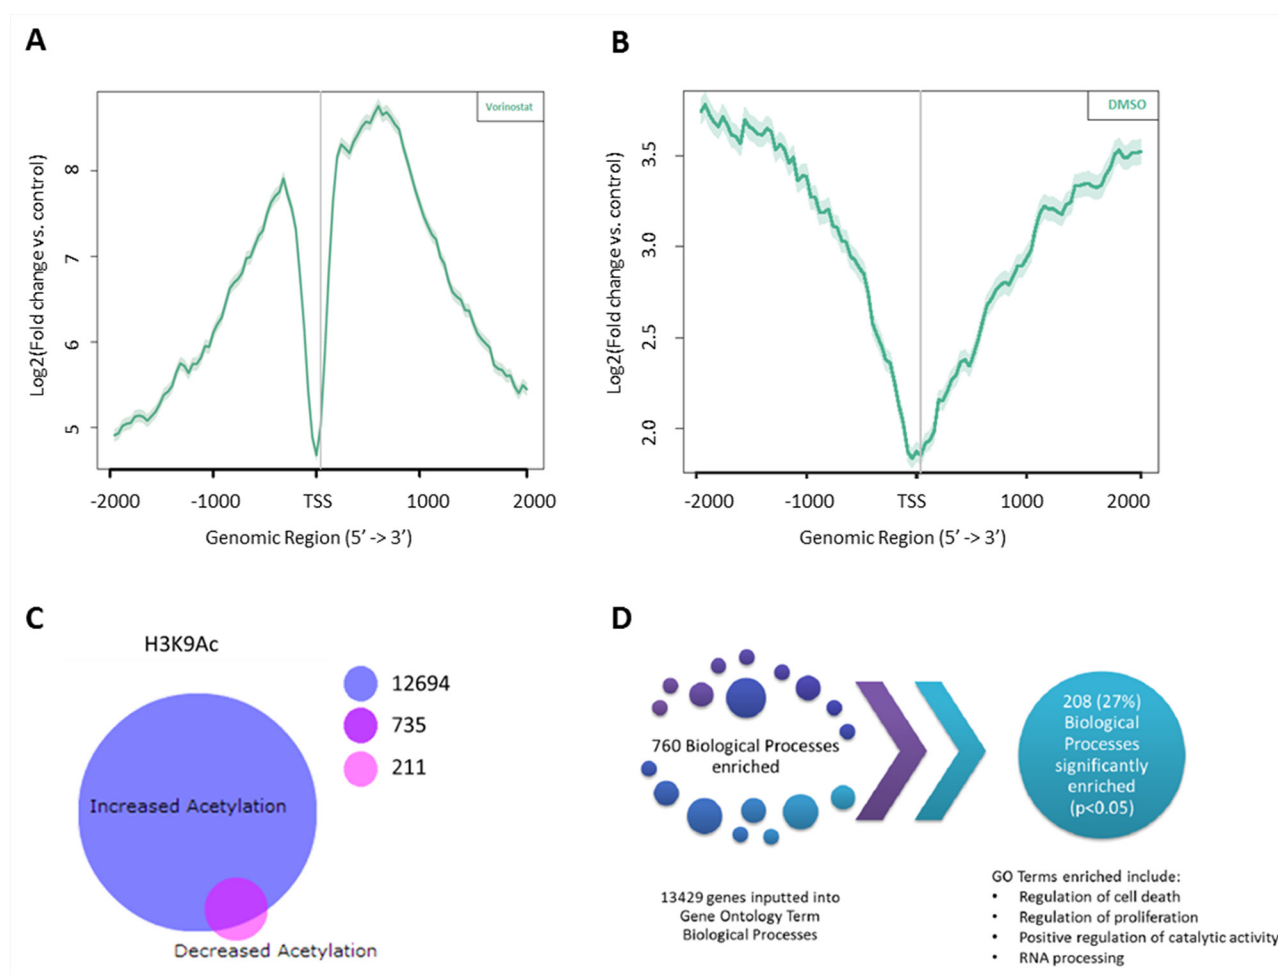 A
Vorinostat
Log2(Fold change vs. control)
8
7
6
5
-2000
-1000
TSS
1000
2000
Genomic Region (5’ -> 3’)
B
DMSO
Log2(Fold change vs. control)
3.5
3.0
2.5
2.0
-2000
-1000
TSS
1000
2000
Genomic Region (5’ -> 3’)
C
H3K9Ac
12694
735
211
Increased Acetylation
Decreased Acetylation
D
760 Biological Processes
enriched
13429 genes inputted into
Gene Ontology Term
Biological Processes
208 (27%)
Biological
Processes
significantly
enriched
(p<0.05)
GO Terms enriched include:
• Regulation of cell death
• Regulation of proliferation
• Positive regulation of catalytic activity
• RNA processing